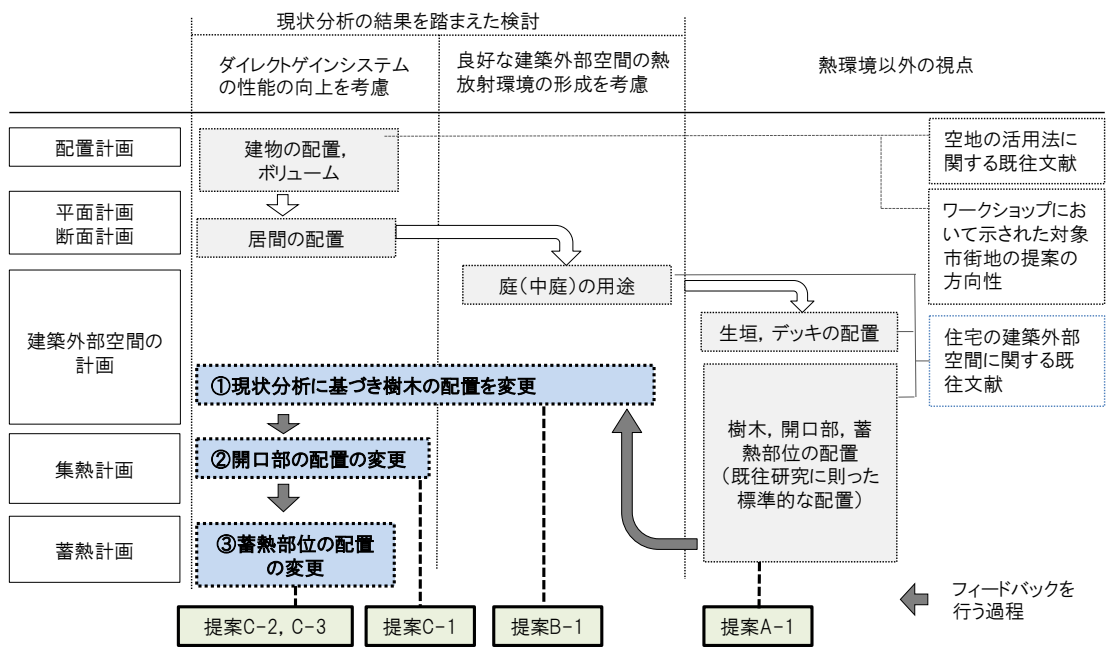 現状分析の結果を踏まえた検討
ダイレクトゲインシステム
の性能の向上を考慮
良好な建築外部空間の熱
放射環境の形成を考慮
熱環境以外の視点
配置計画
建物の配置,
ボリューム
空地の活用法に
関する既往文献
平面計画
断面計画
居間の配置
ワークショップにお
いて示された対象
市街地の提案の
方向性
庭(中庭)の用途
建築外部空間の
計画
生垣, デッキの配置
住宅の建築外部
空間に関する既
往文献
①現状分析に基づき樹木の配置を変更
樹木, 開口部, 蓄
熱部位の配置
(既往研究に則った
標準的な配置)
集熱計画
②開口部の配置の変更
蓄熱計画
③蓄熱部位の配置
の変更
フィードバックを
行う過程
提案C-2, C-3
提案C-1
提案B-1
提案A-1